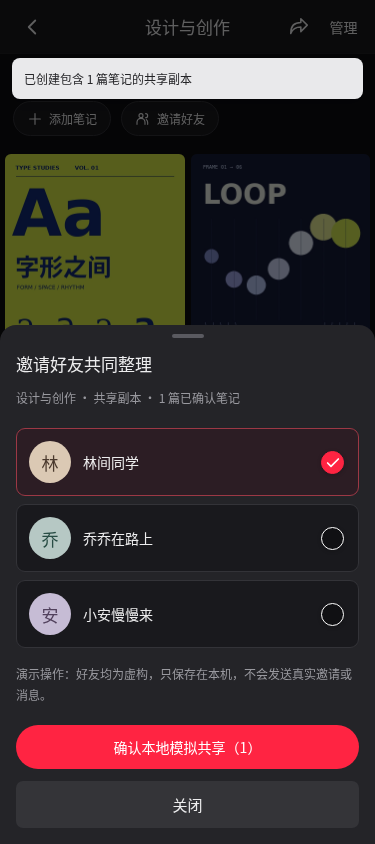 设计与创作
管理
已创建包含 1 篇笔记的共享副本
添加笔记
邀请好友
TYPE STUDIES VOL. 01
Aa
字形之间
FORM / SPACE / RHYTHM
FRAME 01 — 08
LOOP
邀请好友共同整理
设计与创作 · 共享副本 · 1 篇已确认笔记
林 林间同学
乔 乔乔在路上
安 小安慢慢来
演示操作：好友均为虚构，只保存在本机，不会发送真实邀请或
消息。
确认本地模拟共享（1）
关闭